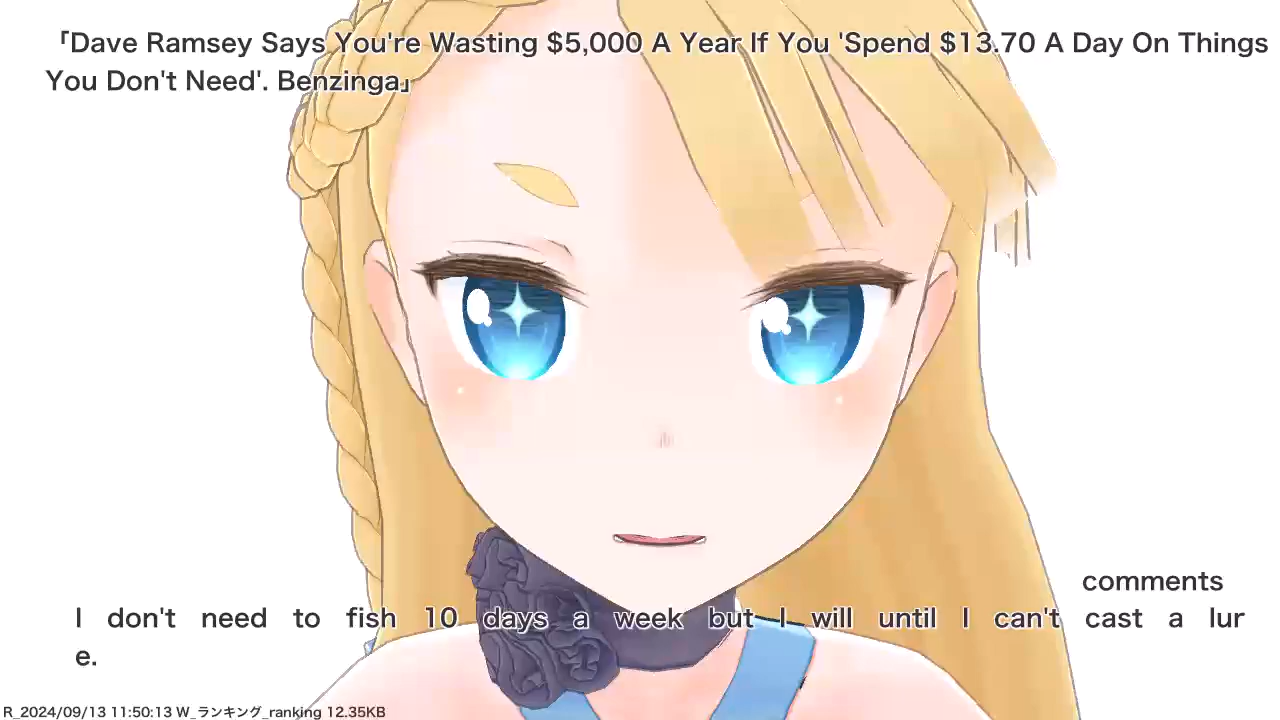 「Dave Ramsey Says You're Wasting $5,000 A Year If You 'Spend $13.70 A Day On Things
You Don't Need'. Benzinga」
comments
I don't need to fish 10 days a week but I will until I can't cast a lur
e.
R_2024/09/13 11:50:13 W_ランキング_ranking 12.35KB